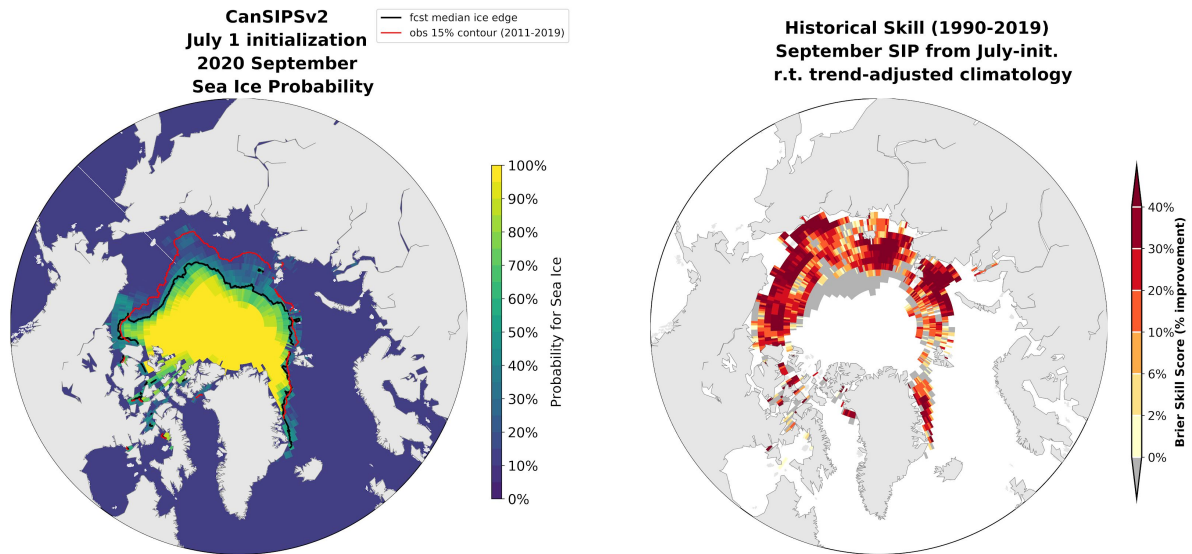 CanSIPSv2
July 1 initialization
2020 September
Sea Ice Probability
fcst median ice edge
obs 15% contour (2011-2019)
100%
90%
80%
70%
60%
50%
40%
30%
20%
10%
0%
Probability for Sea Ice
Historical Skill (1990-2019)
September SIP from July-init.
r.t. trend-adjusted climatology
40%
30%
20%
10%
6%
2%
0%
Brier Skill Score (% improvement)